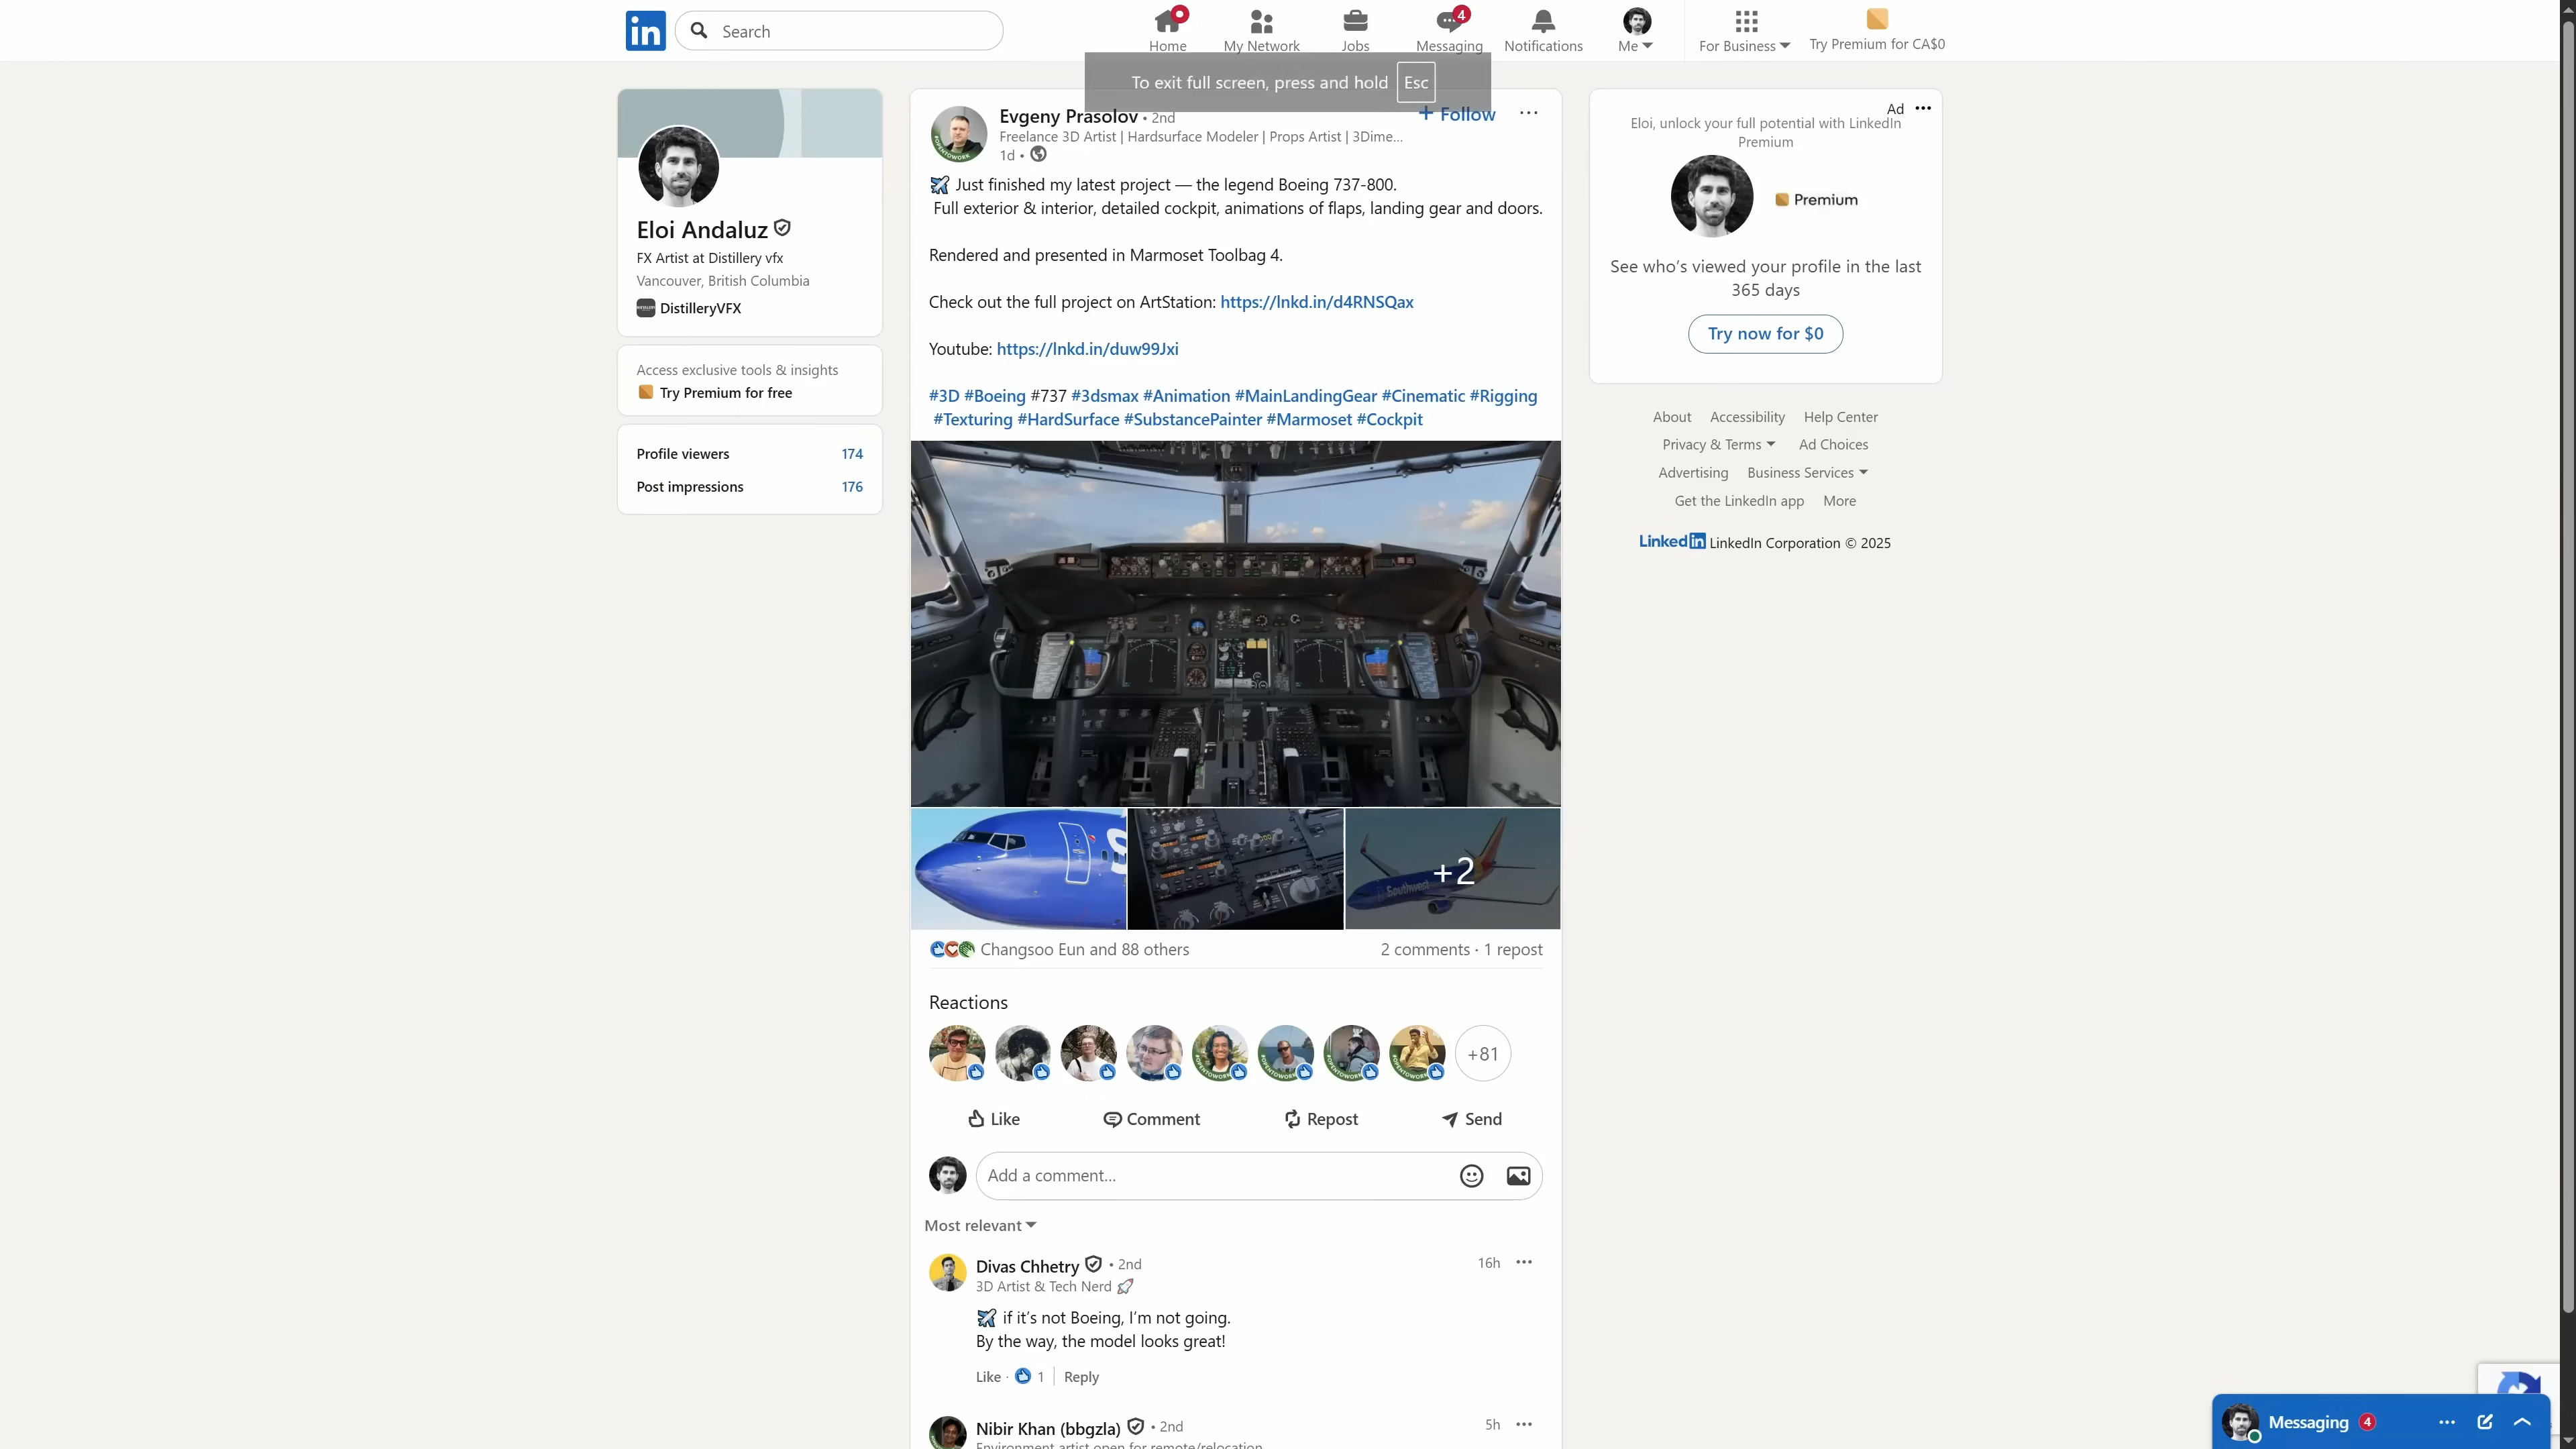 Search
Home
My Network
Jobs
4
Messaging
Notifications
Me
For Business
Try Premium for CA$0
To exit full screen, press and hold Esc
Eloi Andaluz
FX Artist at Distillery vfx
Vancouver, British Columbia
DistilleryVFX
Access exclusive tools & insights
Try Premium for free
Profile viewers 174
Post impressions 176
Evgeny Prasolov • 2nd
+ Follow
Freelance 3D Artist | Hardsurface Modeler | Props Artist | 3Dime...
1d •
Just finished my latest project — the legend Boeing 737-800.
Full exterior & interior, detailed cockpit, animations of flaps, landing gear and doors.
Rendered and presented in Marmoset Toolbag 4.
Check out the full project on ArtStation: https://lnkd.in/d4RNSQax
Youtube: https://lnkd.in/duw99Jxi
#3D #Boeing #737 #3dsmax #Animation #MainLandingGear #Cinematic #Rigging
#Texturing #HardSurface #SubstancePainter #Marmoset #Cockpit
Southwest
+2
Changsoo Eun and 88 others
2 comments · 1 repost
Reactions
+81
Like
Comment
Repost
Send
Add a comment...
Most relevant
Divas Chhetry • 2nd
16h
3D Artist & Tech Nerd
if it's not Boeing, I'm not going.
By the way, the model looks great!
Like · 1 Reply
Nibir Khan (bbgzla) • 2nd
5h
Environment artist open for remote/relocation
Ad
Eloi, unlock your full potential with LinkedIn
Premium
Premium
See who's viewed your profile in the last
365 days
Try now for $0
About Accessibility Help Center
Privacy & Terms Ad Choices
Advertising Business Services
Get the LinkedIn app More
LinkedIn LinkedIn Corporation © 2025
Messaging 4